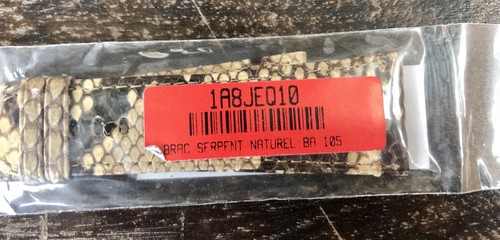 1A8JEQ10
BRAC SERPENT NATUREL BA 105